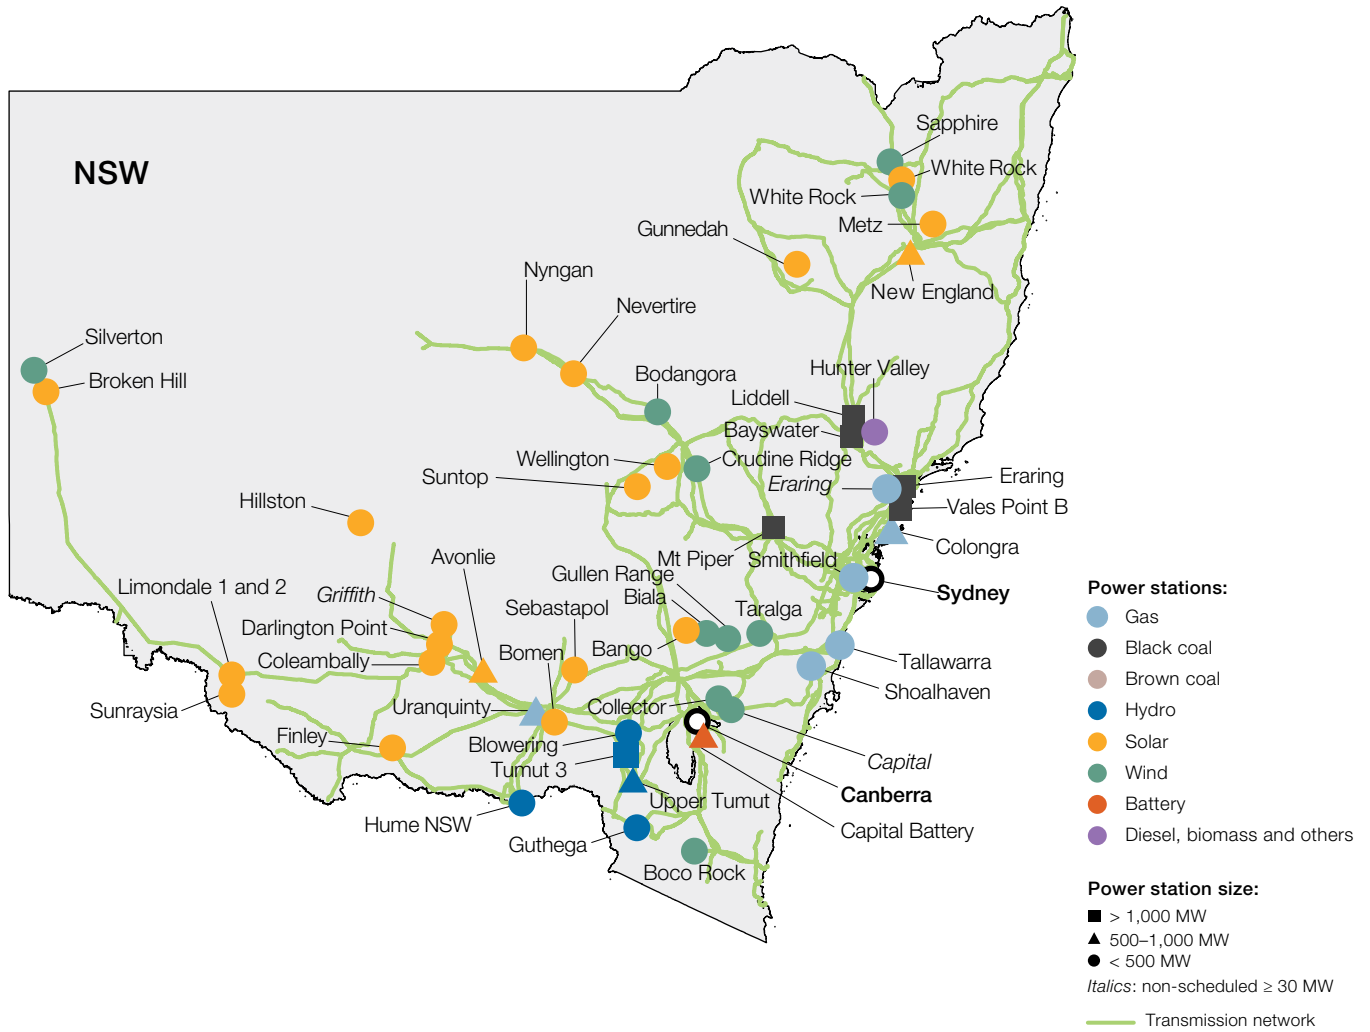 NSW
Sapphire
White Rock
White Rock
Metz
Gunnedah
New England
Nyngan
Nevertire
Silverton
Broken Hill
Bodangora
Hunter Valley
Liddell
Bayswater
Wellington
Crudine Ridge
Suntop
Eraring
Eraring
Vales Point B
Hillston
Colongra
Mt Piper
Smithfield
Avonlie
Gullen Range
Limondale 1 and 2
Griffith
Biala
Sydney
Sebastapol
Taralga
Darlington Point
Bango
Bomen
Coleambally
Tallawarra
Shoalhaven
Sunraysia
Uranquinty
Collector
Finley
Blowering
Tumut 3
Capital
Upper Tumut
Canberra
Hume NSW
Capital Battery
Guthega
Boco Rock
Power stations:
Gas
Black coal
Brown coal
Hydro
Solar
Wind
Battery
Diesel, biomass and others
Power station size:
> 1,000 MW
500–1,000 MW
< 500 MW
Italics: non-scheduled ≥ 30 MW
Transmission network